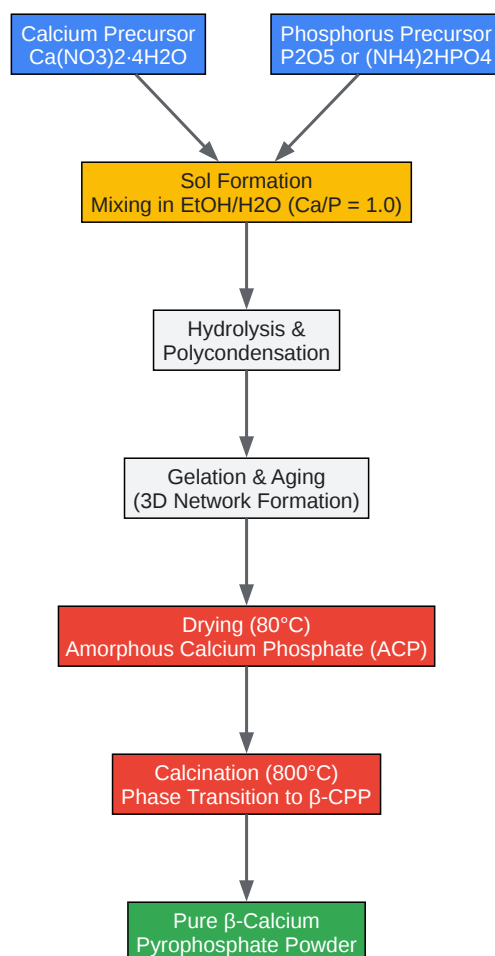 Calcium Precursor
Ca(NO3)2·4H2O
Phosphorus Precursor
P2O5 or (NH4)2HPO4
Sol Formation
Mixing in EtOH/H2O (Ca/P = 1.0)
Hydrolysis &
Polycondensation
Gelation & Aging
(3D Network Formation)
Drying (80°C)
Amorphous Calcium Phosphate (ACP)
Calcination (800°C)
Phase Transition to β-CPP
Pure β-Calcium
Pyrophosphate Powder